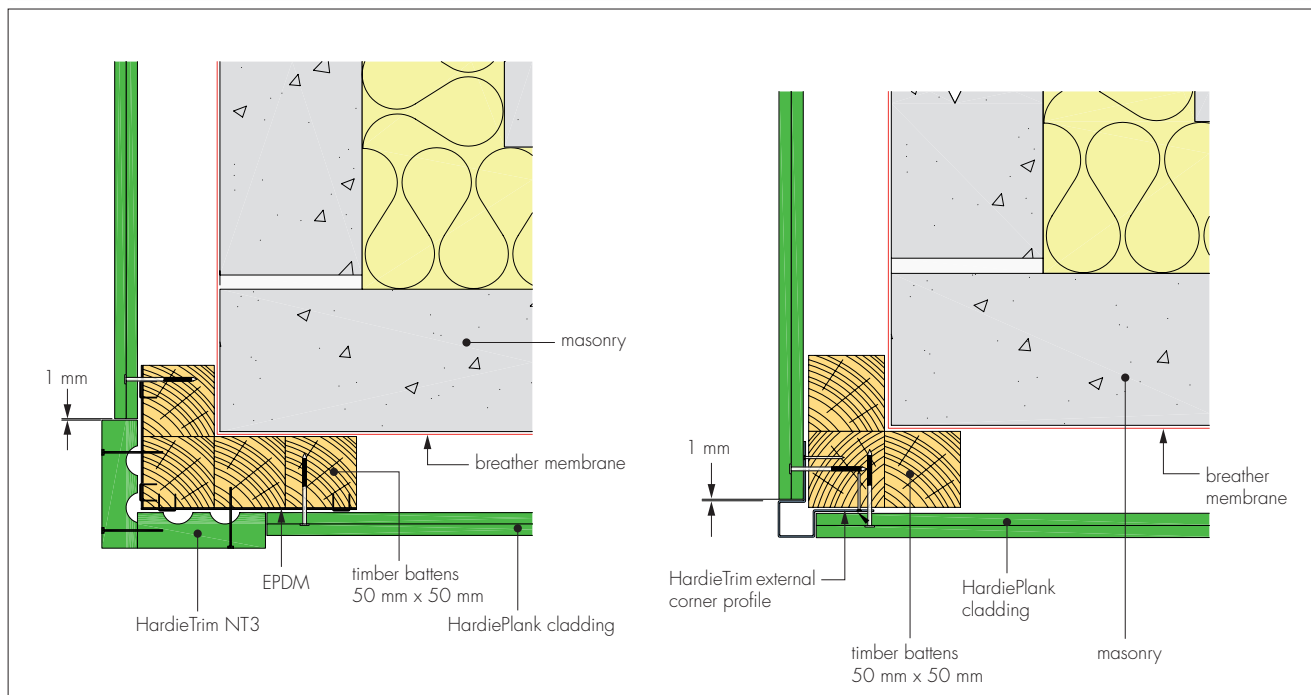 masonry
1 mm
breather membrane
EPDM
timber battens
50 mm x 50 mm
HardieTrim NT3
HardiePlank cladding
1 mm
breather
membrane
HardieTrim external
corner profile
HardiePlank
cladding
timber battens
50 mm x 50 mm
masonry